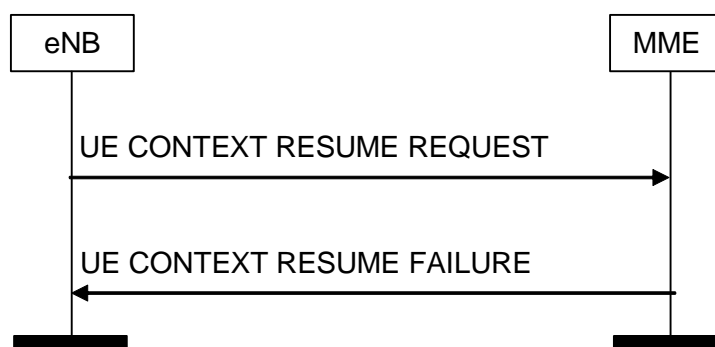 eNB
MME
UE CONTEXT RESUME REQUEST
UE CONTEXT RESUME FAILURE